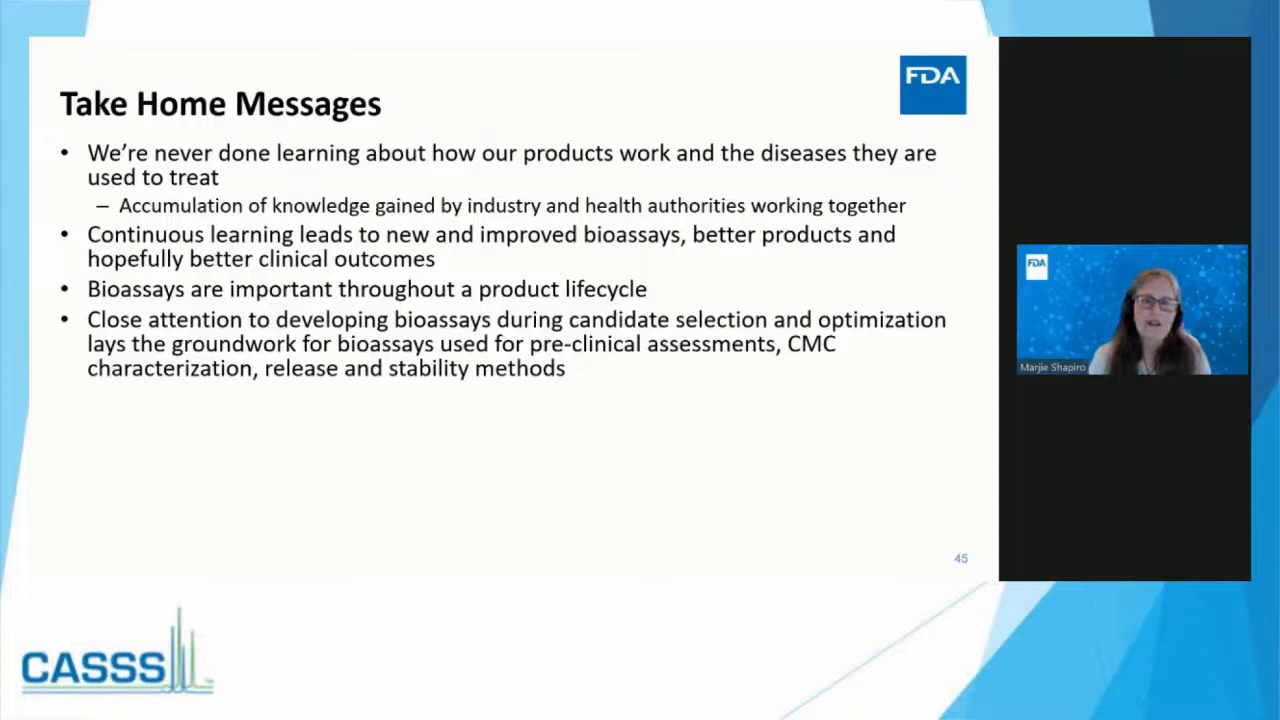 FDA
Take Home Messages
• We’re never done learning about how our products work and the diseases they are
used to treat
– Accumulation of knowledge gained by industry and health authorities working together
• Continuous learning leads to new and improved bioassays, better products and
hopefully better clinical outcomes
• Bioassays are important throughout a product lifecycle
• Close attention to developing bioassays during candidate selection and optimization
lays the groundwork for bioassays used for pre-clinical assessments, CMC
characterization, release and stability methods
45
FDA
Marjie Shapiro
CASSS